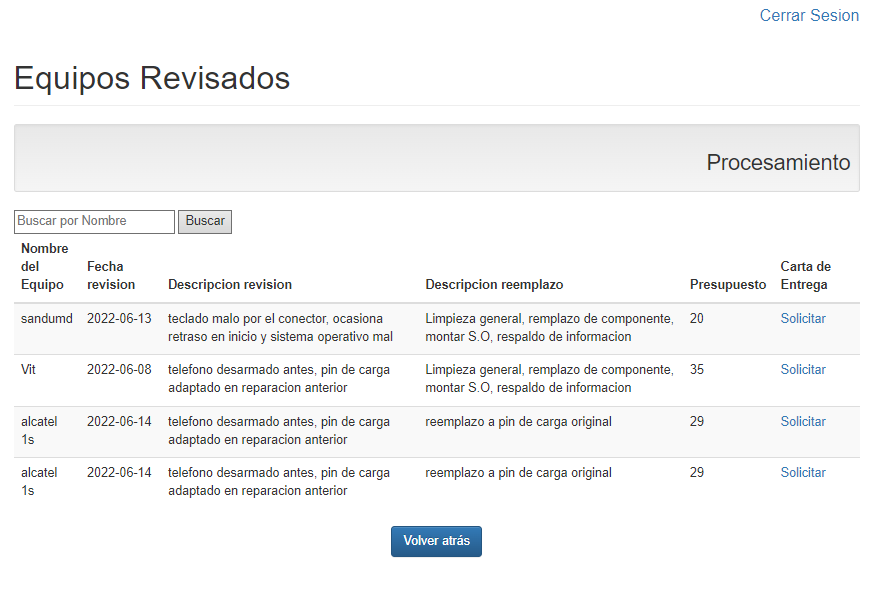 Cerrar Sesion
Equipos Revisados
Procesamiento
Buscar por Nombre Buscar
Nombre del Equipo Fecha revision Descripcion revision Descripcion reemplazo Presupuesto Carta de Entrega
sandumd 2022-06-13 teclado malo por el conector, ocasiona retraso en inicio y sistema operativo mal Limpieza general, remplazo de componente, montar S.O, respaldo de informacion 20 Solicitar
Vit 2022-06-08 telefono desarmado antes, pin de carga adaptado en reparacion anterior Limpieza general, remplazo de componente, montar S.O, respaldo de informacion 35 Solicitar
alcatel 1s 2022-06-14 telefono desarmado antes, pin de carga adaptado en reparacion anterior reemplazo a pin de carga original 29 Solicitar
alcatel 1s 2022-06-14 telefono desarmado antes, pin de carga adaptado en reparacion anterior reemplazo a pin de carga original 29 Solicitar
Volver atrás